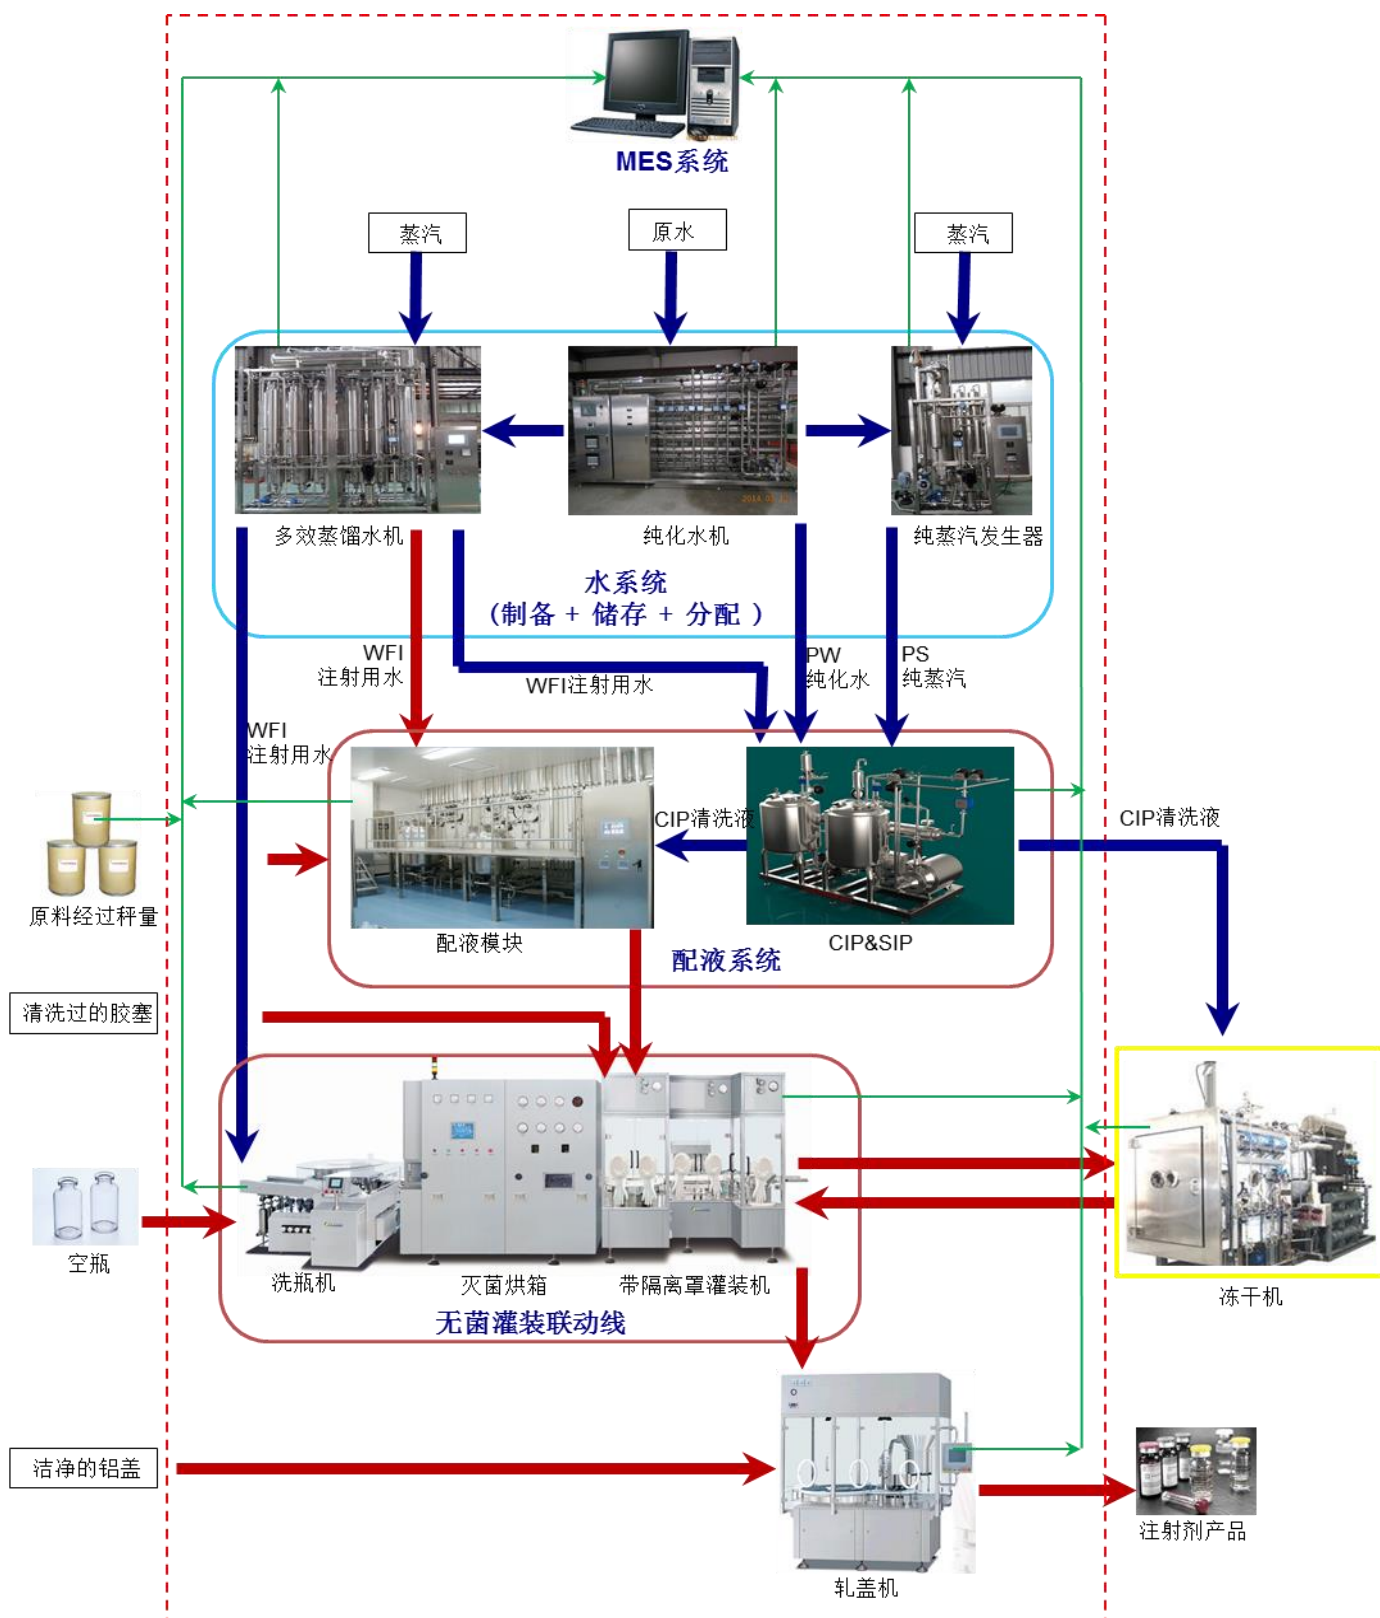 MES系统
蒸汽
原水
蒸汽
多效蒸馏水机
纯化水机
纯蒸汽发生器
水系统
(制备 + 储存 + 分配 )
WFI
注射用水
WFI注射用水
PW
纯化水
PS
纯蒸汽
WFI
注射用水
CIP清洗液
CIP清洗液
原料经过秤量
配液模块
CIP&SIP
配液系统
清洗过的胶塞
空瓶
洗瓶机
灭菌烘箱
带隔离罩灌装机
冻干机
无菌灌装联动线
洁净的铝盖
注射剂产品
轧盖机